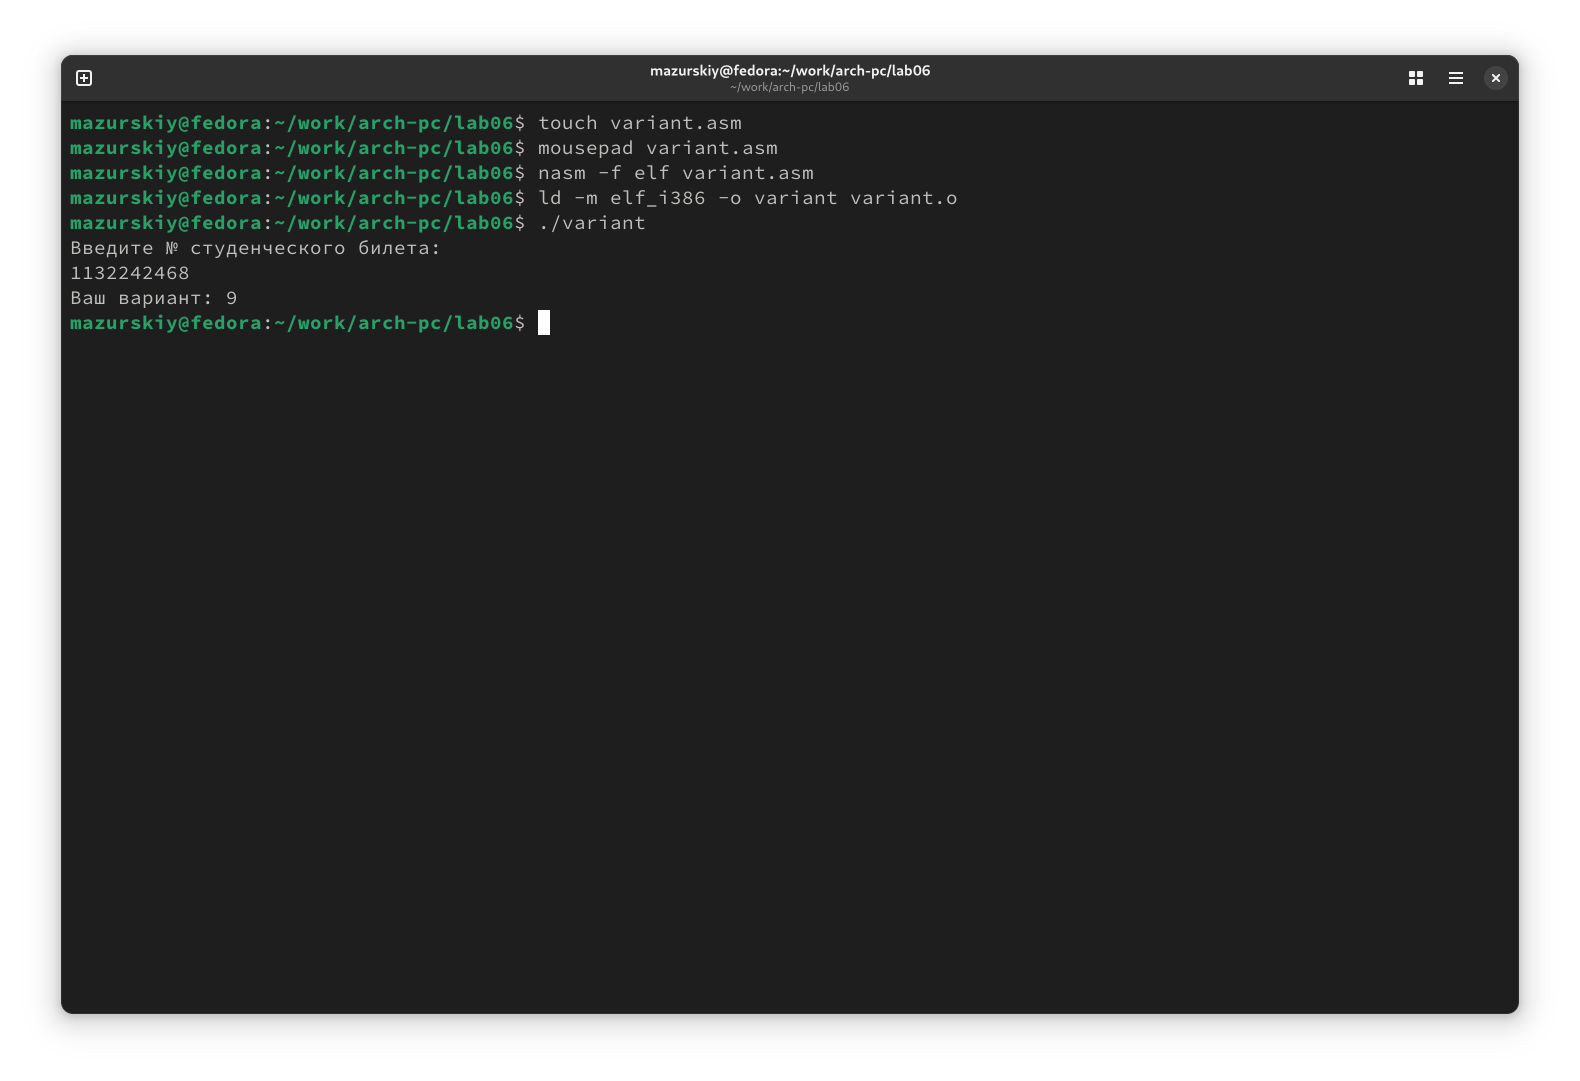 mazurskiy@fedora:~/work/arch-pc/lab06
~/work/arch-pc/lab06
mazurskiy@fedora:~/work/arch-pc/lab06$ touch variant.asm
mazurskiy@fedora:~/work/arch-pc/lab06$ mousepad variant.asm
mazurskiy@fedora:~/work/arch-pc/lab06$ nasm -f elf variant.asm
mazurskiy@fedora:~/work/arch-pc/lab06$ ld -m elf_i386 -o variant variant.o
mazurskiy@fedora:~/work/arch-pc/lab06$ ./variant
Введите № студенческого билета:
1132242468
Ваш вариант: 9
mazurskiy@fedora:~/work/arch-pc/lab06$